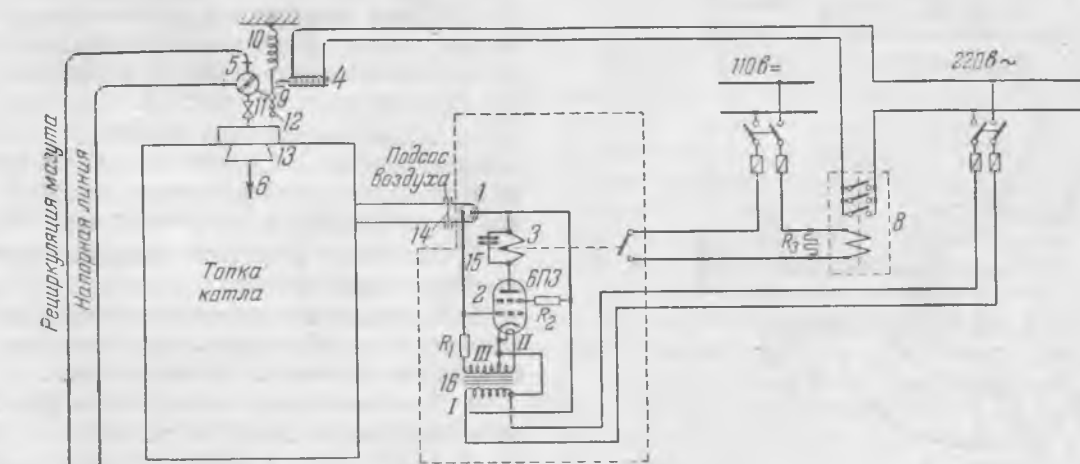 10
5
11
9
4
12
13
6
Рециркуляция мазута
Напорная линия
Топка
котла
Подсос
воздуха
1
14
15
3
2
6П3
R2
R1
III
II
16
I
110в=
220в~
R3
8